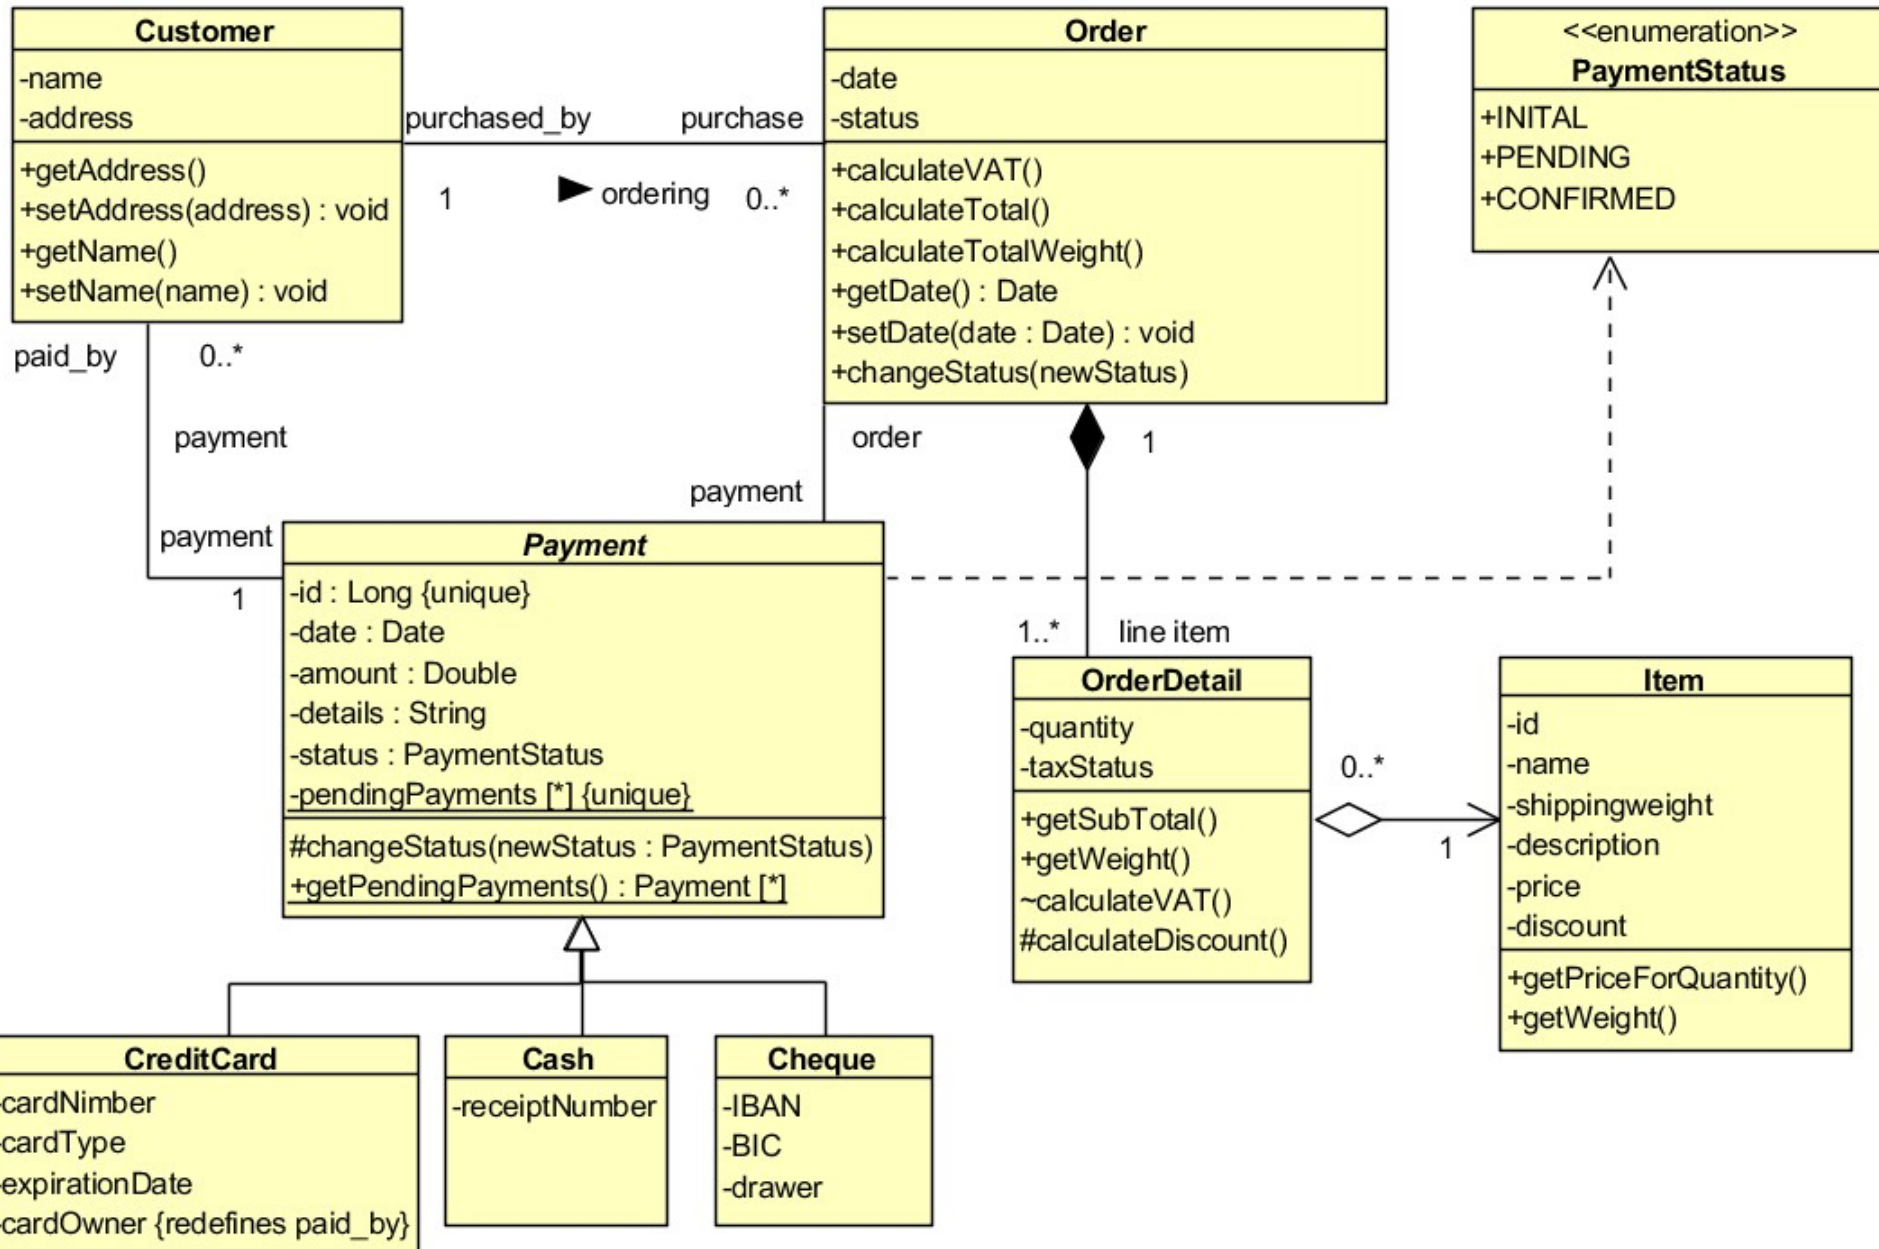 Customer
-name
-address
+getAddress()
+setAddress(address) : void
+getName()
+setName(name) : void
purchased_by
purchase
1
ordering
0..*
Order
-date
-status
+calculateVAT()
+calculateTotal()
+calculateTotalWeight()
+getDate() : Date
+setDate(date : Date) : void
+changeStatus(newStatus)
<<enumeration>>
PaymentStatus
+INITAL
+PENDING
+CONFIRMED
paid_by
0..*
payment
payment
1
order
payment
1
1..*
line item
Payment
-id : Long {unique}
-date : Date
-amount : Double
-details : String
-status : PaymentStatus
-pendingPayments [*] {unique}
#changeStatus(newStatus : PaymentStatus)
+getPendingPayments() : Payment [*]
OrderDetail
-quantity
-taxStatus
+getSubTotal()
+getWeight()
~calculateVAT()
#calculateDiscount()
0..*
1
Item
-id
-name
-shippingweight
-description
-price
-discount
+getPriceForQuantity()
+getWeight()
CreditCard
-cardNimber
-cardType
-expirationDate
-cardOwner {redefines paid_by}
Cash
-receiptNumber
Cheque
-IBAN
-BIC
-drawer